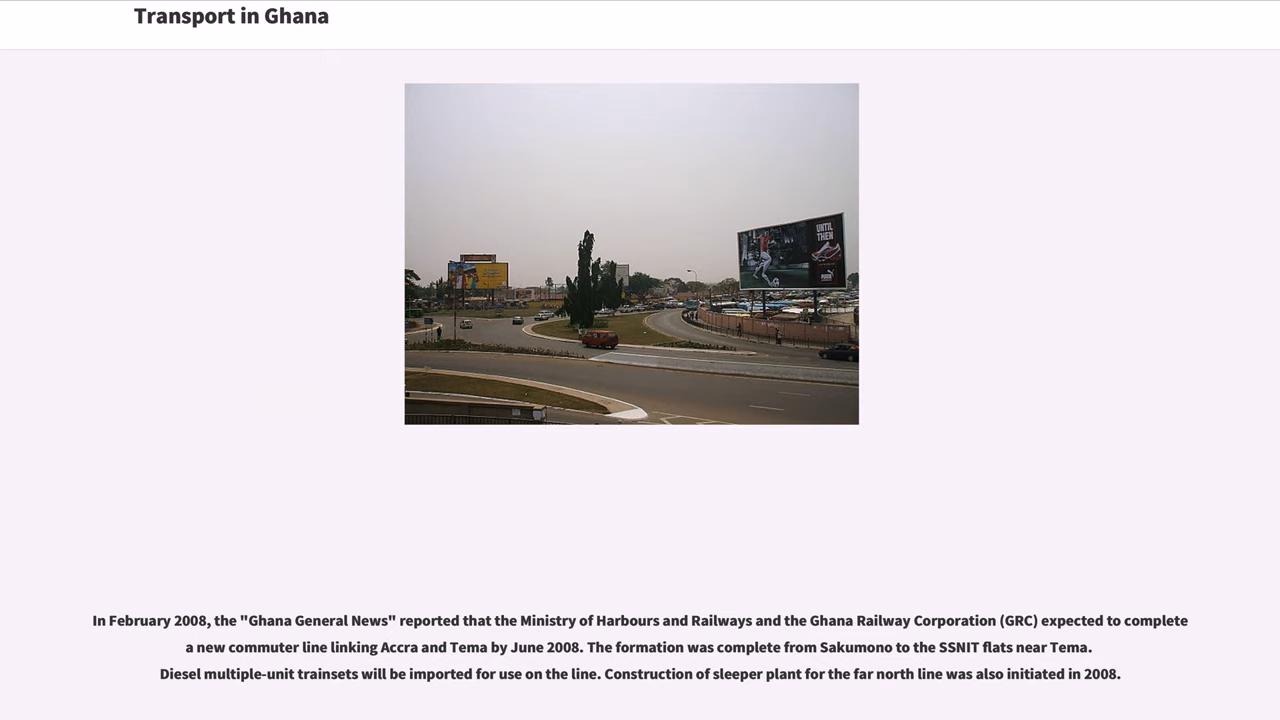 Transport in Ghana
UNTIL
THEN
PUMA
In February 2008, the "Ghana General News" reported that the Ministry of Harbours and Railways and the Ghana Railway Corporation (GRC) expected to complete
a new commuter line linking Accra and Tema by June 2008. The formation was complete from Sakumono to the SSNIT flats near Tema.
Diesel multiple-unit trainsets will be imported for use on the line. Construction of sleeper plant for the far north line was also initiated in 2008.